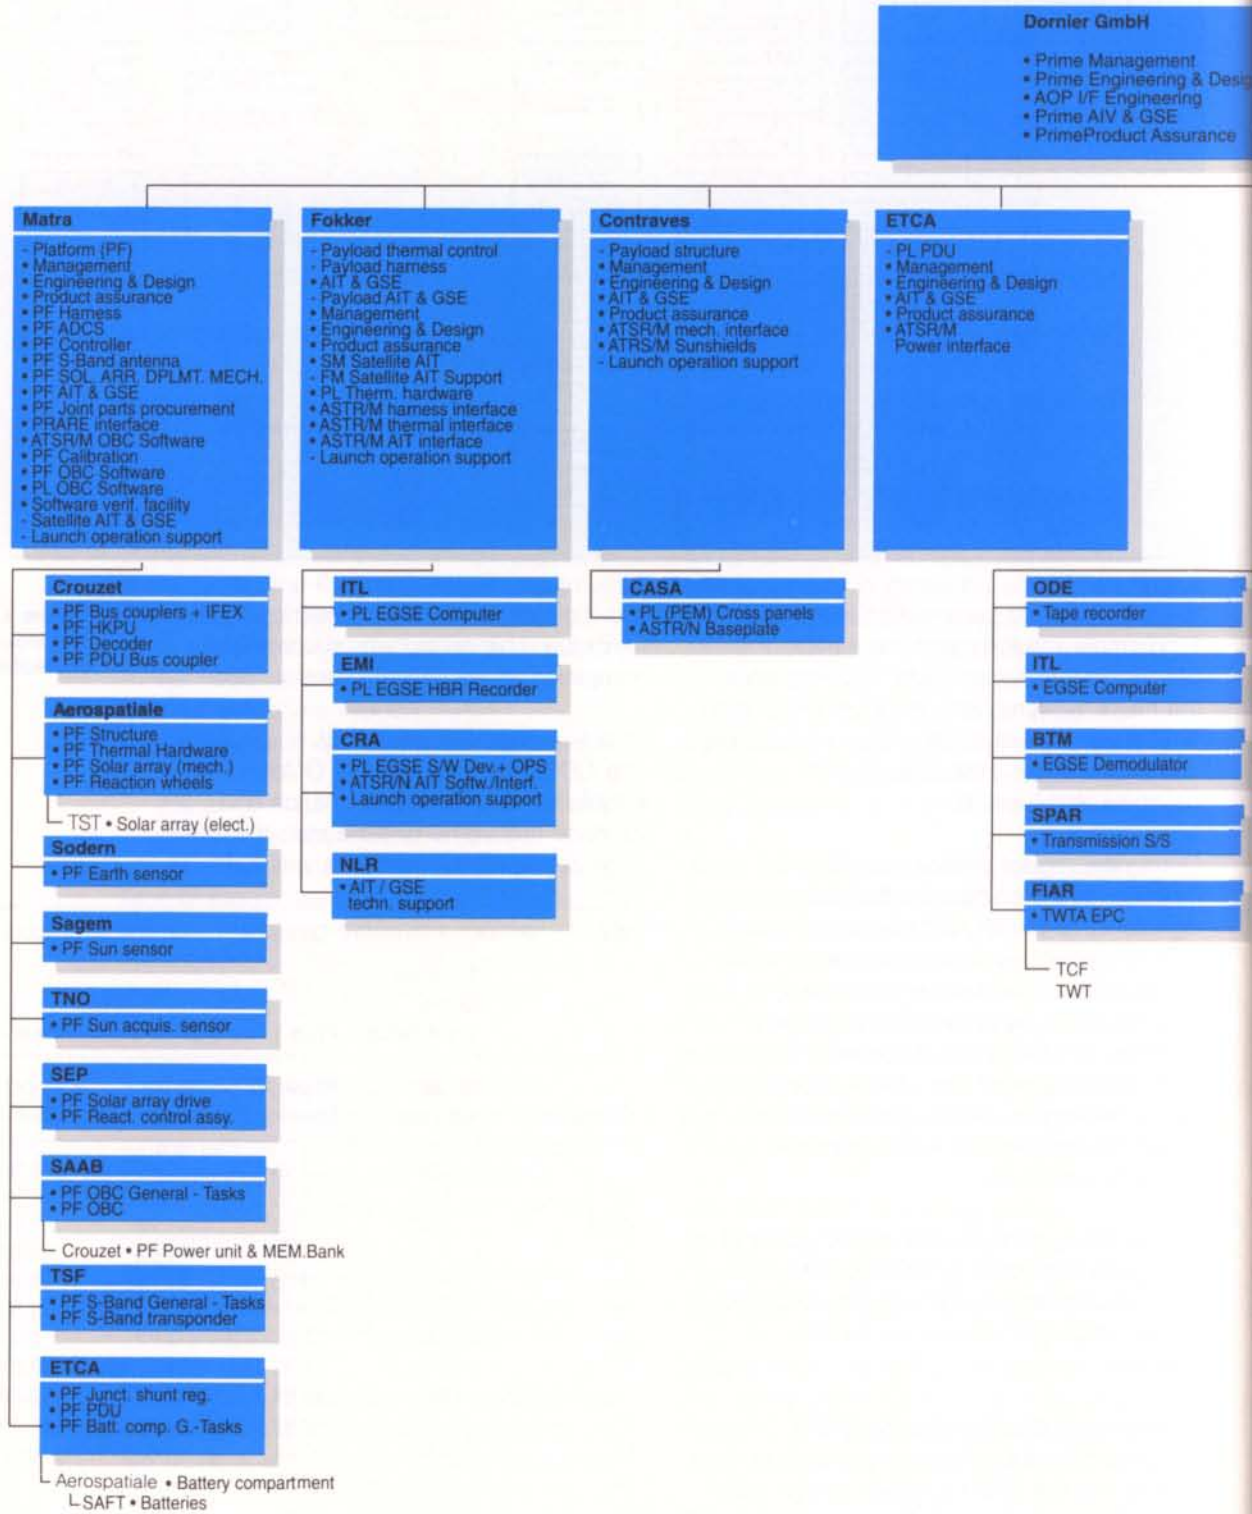 Dornier GmbH
• Prime Management
• Prime Engineering & Desig
• AOP I/F Engineering
• Prime AIV & GSE
• PrimeProduct Assurance
Matra
- Platform (PF)
• Management
• Engineering & Design
• Product assurance
• PF Harness
• PF ADCS
• PF Controller
• PF S-Band antenna
• PF SOL. ARR. DPLMT. MECH.
• PF AIT & GSE
• PF Joint parts procurement
• PRARE interface
• ATSR/M OBC Software
• PF Calibration
• PF OBC Software
• PL OBC Software
• Software verif. facility
- Satellite AIT & GSE
- Launch operation support
Fokker
- Payload thermal control
- Payload harness
• AIT & GSE
- Payload AIT & GSE
• Management
• Engineering & Design
• Product assurance
• SM Satellite AIT
- FM Satellite AIT Support
• PL Therm. hardware
• ASTR/M harness interface
• ASTR/M thermal interface
• ASTR/M AIT interface
- Launch operation support
Contraves
- Payload structure
• Management
• Engineering & Design
• AIT & GSE
• Product assurance
• ATSR/M mech. interface
• ATRS/M Sunshields
- Launch operation support
ETCA
- PL PDU
• Management
• Engineering & Design
• AIT & GSE
• Product assurance
• ATSR/M
Power interface
Crouzet
• PF Bus couplers + IFEX
• PF HKPU
• PF Decoder
• PF PDU Bus coupler
Aerospatiale
• PF Structure
• PF Thermal Hardware
• PF Solar array (mech.)
• PF Reaction wheels
TST • Solar array (elect.)
Sodern
• PF Earth sensor
Sagem
• PF Sun sensor
TNO
• PF Sun acquis. sensor
SEP
• PF Solar array drive
• PF React. control assy.
SAAB
• PF OBC General - Tasks
• PF OBC
Crouzet • PF Power unit & MEM.Bank
TSF
• PF S-Band General - Tasks
• PF S-Band transponder
ETCA
• PF Junct. shunt reg.
• PF PDU
• PF Batt. comp. G.-Tasks
Aerospatiale • Battery compartment
SAFT • Batteries
ITL
• PL EGSE Computer
EMI
• PL EGSE HBR Recorder
CRA
• PL EGSE S/W Dev.+ OPS
• ATSR/N AIT Softw./Interf.
• Launch operation support
NLR
• AIT / GSE
techn. support
CASA
• PL (PEM) Cross panels
• ASTR/N Baseplate
ODE
• Tape recorder
ITL
• EGSE Computer
BTM
• EGSE Demodulator
SPAR
• Transmission S/S
FIAR
• TWTA EPC
TCF
TWT